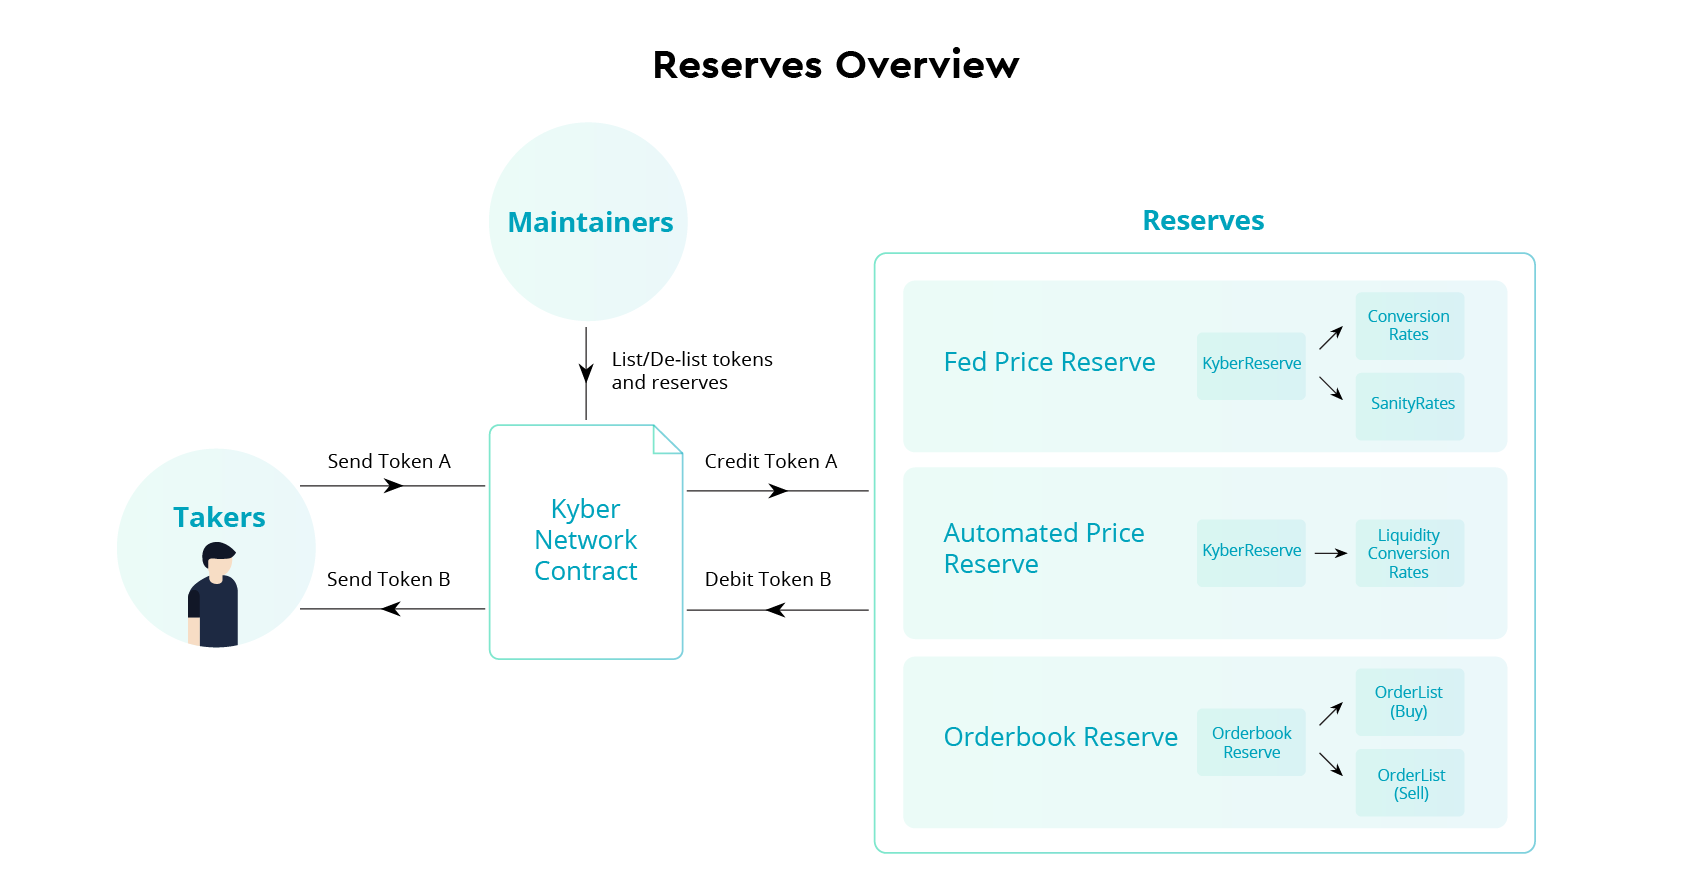 Reserves Overview
Maintainers
List/De-list tokens
and reserves
Takers
Send Token A
Send Token B
Kyber
Network
Contract
Credit Token A
Debit Token B
Reserves
Fed Price Reserve
KyberReserve
Conversion
Rates
SanityRates
Automated Price
Reserve
KyberReserve
Liquidity
Conversion
Rates
Orderbook Reserve
Orderbook
Reserve
OrderList
(Buy)
OrderList
(Sell)